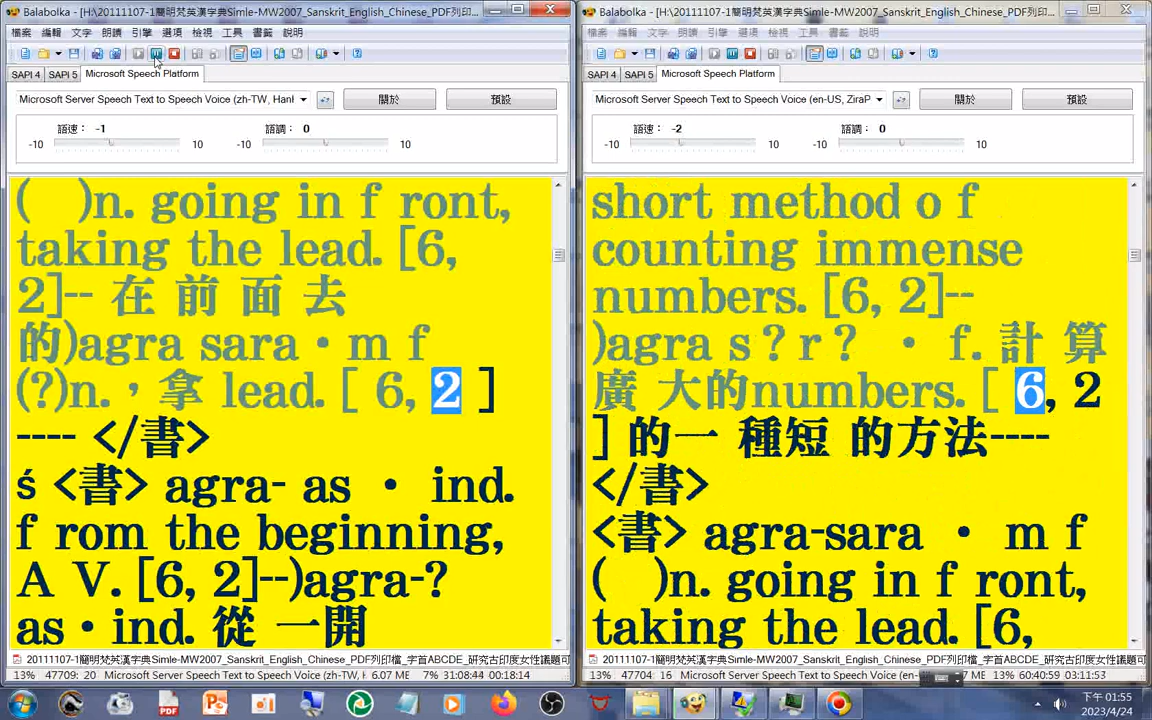 Balabolka - [H:\20111107-1簡明梵英漢字典Simle-MW2007_Sanskrit_English_Chinese_PDF列印...
檔案 編輯 文字 朗讀 引擎 選項 檢視 工具 書籤 說明
SAPI 4 SAPI 5 Microsoft Speech Platform
Microsoft Server Speech Text to Speech Voice (zh-TW, Hanl 關於 預設
語速： -1 語調： 0
-10 10 -10 10
( )n. going in f ront,
taking the lead. [6,
2]-- 在 前 面 去
的)agra sara・m f
(?)n.，拿 lead. [ 6, 2 ]
---- </書>
ś <書> agra- as ・ ind.
f rom the beginning,
A V. [6, 2]--)agra-?
as・ind. 從 一開
20111107-1簡明梵英漢字典Simle-MW2007_Sanskrit_English_Chinese_PDF列印檔_字首ABCDE_研究古印度女性議題可
13% 47709: 20 Microsoft Server Speech Text to Speech Voice (zh-TW, H 6.07 ME 7% 31:08:44 00:18:14
Balabolka - [H:\20111107-1簡明梵英漢字典Simle-MW2007_Sanskrit_English_Chinese_PDF列印...
檔案 編輯 文字 朗讀 引擎 選項 檢視 工具 書籤 說明
SAPI 4 SAPI 5 Microsoft Speech Platform
Microsoft Server Speech Text to Speech Voice (en-US, ZiraP 關於 預設
語速： -2 語調： 0
-10 10 -10 10
short method o f
counting immense
numbers. [6, 2]--
)agra s？r？ ・ f. 計 算
廣 大的numbers. [ 6, 2
] 的一 種短 的方法----
</書>
<書> agra-sara ・ m f
( )n. going in f ront,
taking the lead. [6,
20111107-1簡明梵英漢字典Simle-MW2007_Sanskrit_English_Chinese_PDF列印檔_字首ABCDE_研究古印度女性議題可
13% 47704: 16 Microsoft Server Speech Text to Speech Voice ME 13% 60:40:59 03:11:53
下午 01:55
2023/4/24